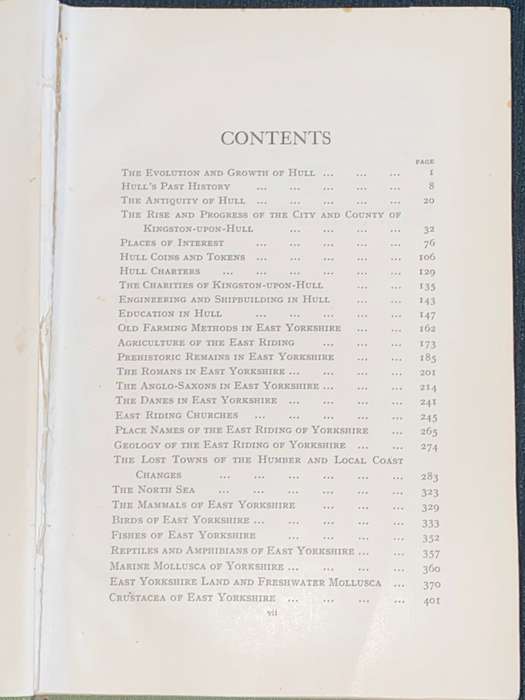 CONTENTS
PAGE
The Evolution and Growth of Hull ... ... ... 1
Hull's Past History ... ... ... ... ... 8
The Antiquity of Hull ... ... ... ... ... 20
The Rise and Progress of the City and County of
Kingston-upon-Hull ... ... ... ... 32
Places of Interest ... ... ... ... ... 76
Hull Coins and Tokens ... ... ... ... ... 106
Hull Charters ... ... ... ... ... ... 129
The Charities of Kingston-upon-Hull ... ... 135
Engineering and Shipbuilding in Hull ... ... 143
Education in Hull ... ... ... ... ... 147
Old Farming Methods in East Yorkshire ... ... 162
Agriculture of the East Riding ... ... ... 173
Prehistoric Remains in East Yorkshire ... ... 185
The Romans in East Yorkshire ... ... ... ... 201
The Anglo-Saxons in East Yorkshire ... ... ... 214
The Danes in East Yorkshire ... ... ... ... 241
East Riding Churches ... ... ... ... ... 245
Place Names of the East Riding of Yorkshire ... 265
Geology of the East Riding of Yorkshire ... ... 274
The Lost Towns of the Humber and Local Coast
Changes ... ... ... ... ... ... 283
The North Sea ... ... ... ... ... ... 323
The Mammals of East Yorkshire ... ... ... 329
Birds of East Yorkshire ... ... ... ... ... 333
Fishes of East Yorkshire ... ... ... ... 352
Reptiles and Amphibians of East Yorkshire ... ... 357
Marine Mollusca of Yorkshire ... ... ... ... 360
East Yorkshire Land and Freshwater Mollusca ... 370
Crustacea of East Yorkshire ... ... ... ... 401
vii